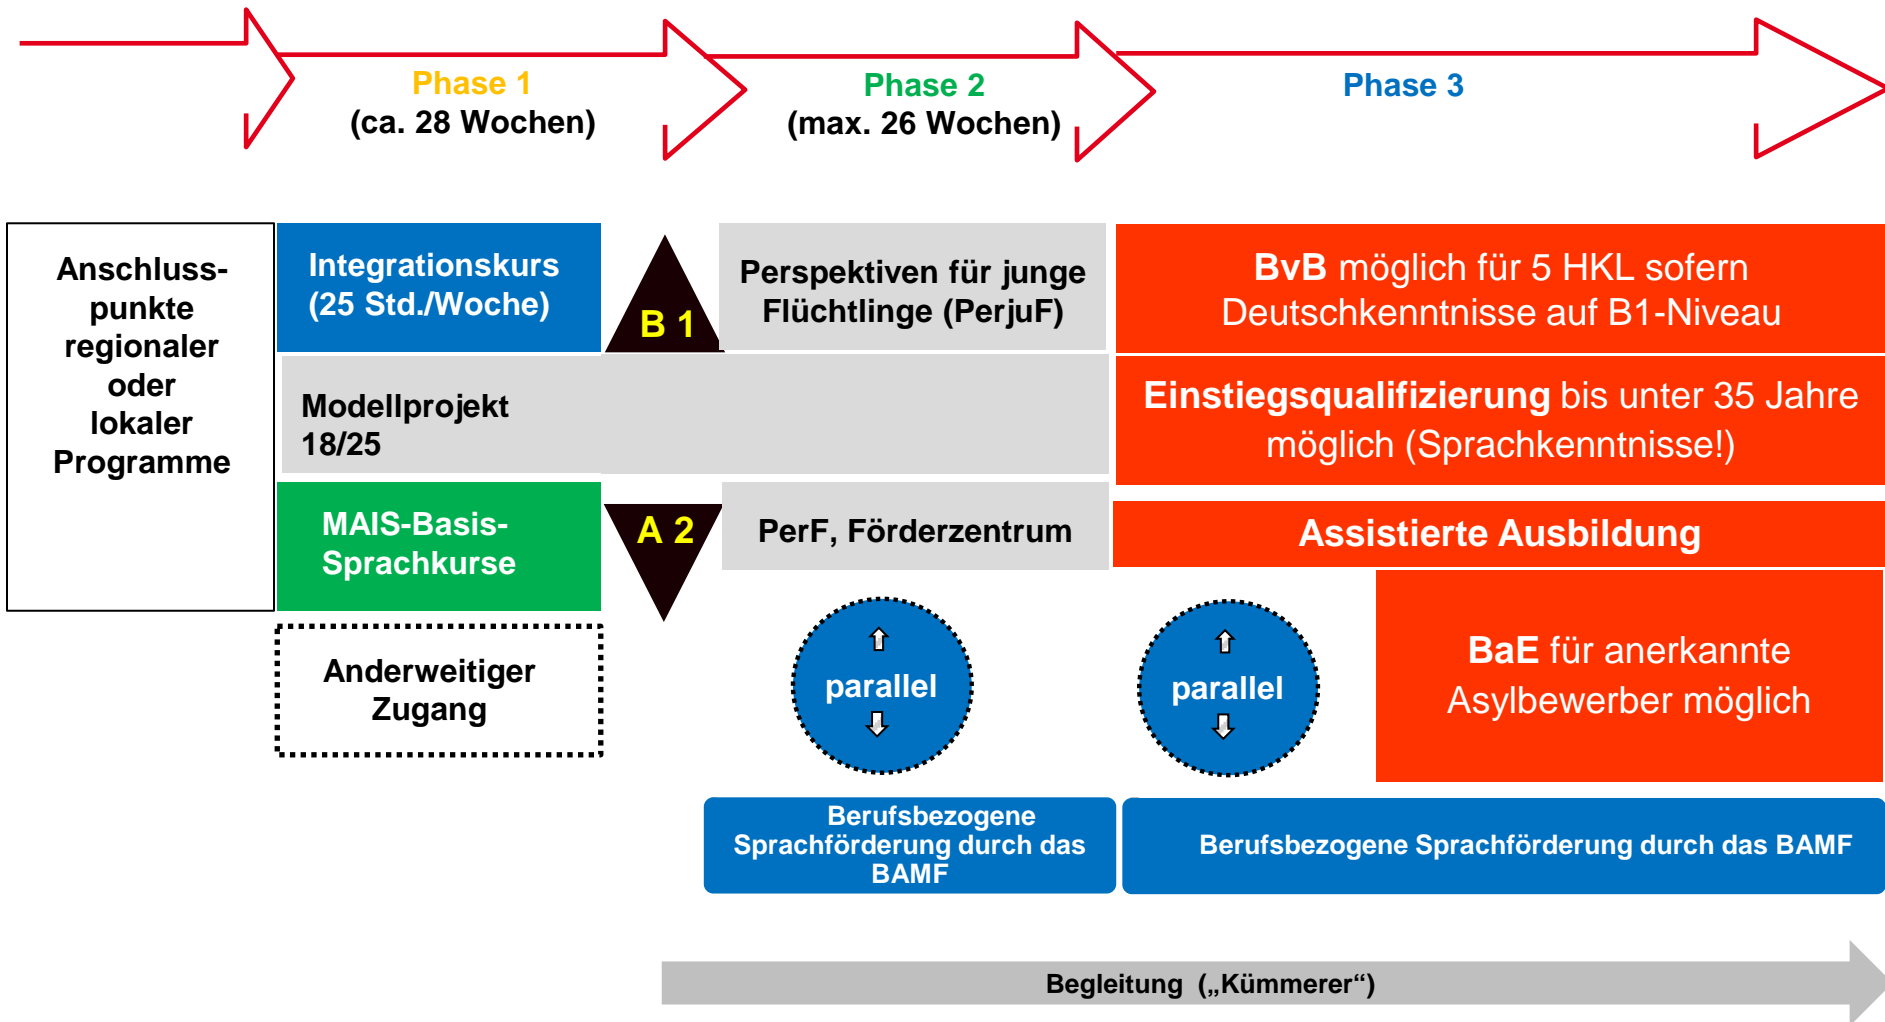 Phase 1
(ca. 28 Wochen)
Phase 2
(max. 26 Wochen)
Phase 3
Anschluss-
punkte
regionaler
oder
lokaler
Programme
Integrationskurs
(25 Std./Woche)
B 1
Perspektiven für junge
Flüchtlinge (PerjuF)
BvB möglich für 5 HKL sofern
Deutschkenntnisse auf B1-Niveau
Modellprojekt
18/25
Einstiegsqualifizierung bis unter 35 Jahre
möglich (Sprachkenntnisse!)
MAIS-Basis-
Sprachkurse
A 2
PerF, Förderzentrum
Assistierte Ausbildung
Anderweitiger
Zugang
parallel
parallel
BaE für anerkannte
Asylbewerber möglich
Berufsbezogene
Sprachförderung durch das
BAMF
Berufsbezogene Sprachförderung durch das BAMF
Begleitung („Kümmerer“)